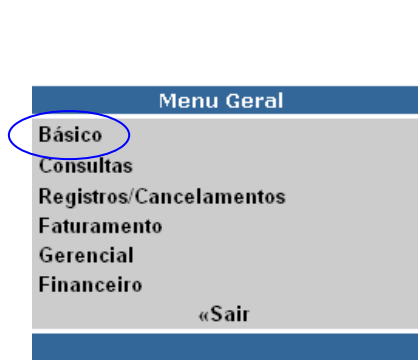 Menu Geral
Básico
Consultas
Registros/Cancelamentos
Faturamento
Gerencial
Financeiro
«Sair